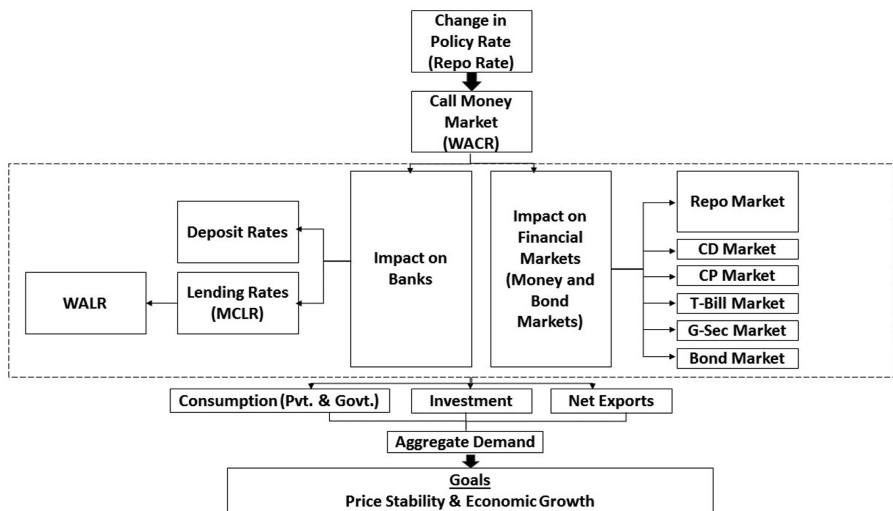 Change in
Policy Rate
(Repo Rate)
Call Money
Market
(WACR)
Deposit Rates
Lending Rates
(MCLR)
WALR
Impact on
Banks
Impact on
Financial
Markets
(Money and
Bond
Markets)
Repo Market
CD Market
CP Market
T-Bill Market
G-Sec Market
Bond Market
Consumption (Pvt. & Govt.)
Investment
Net Exports
Aggregate Demand
Goals
Price Stability & Economic Growth